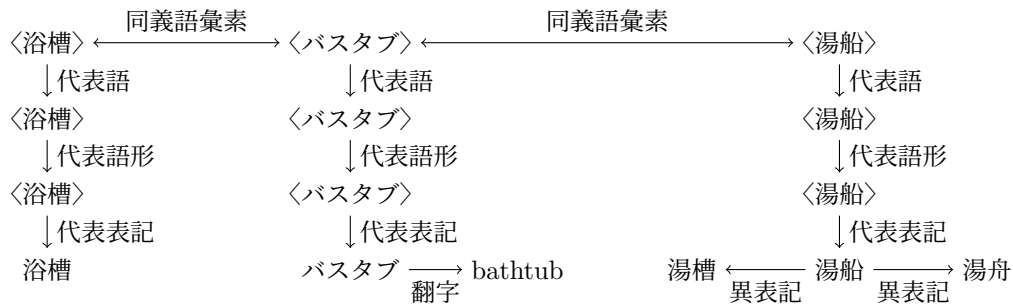 同義語彙素 同義語彙素
〈浴槽〉 〈バスタブ〉 〈湯船〉
代表語 代表語 代表語
〈浴槽〉 〈バスタブ〉 〈湯船〉
代表語形 代表語形 代表語形
〈浴槽〉 〈バスタブ〉 〈湯船〉
代表表記 代表表記 代表表記
浴槽 バスタブ bathtub 湯槽 湯船 湯舟
翻字 異表記 異表記